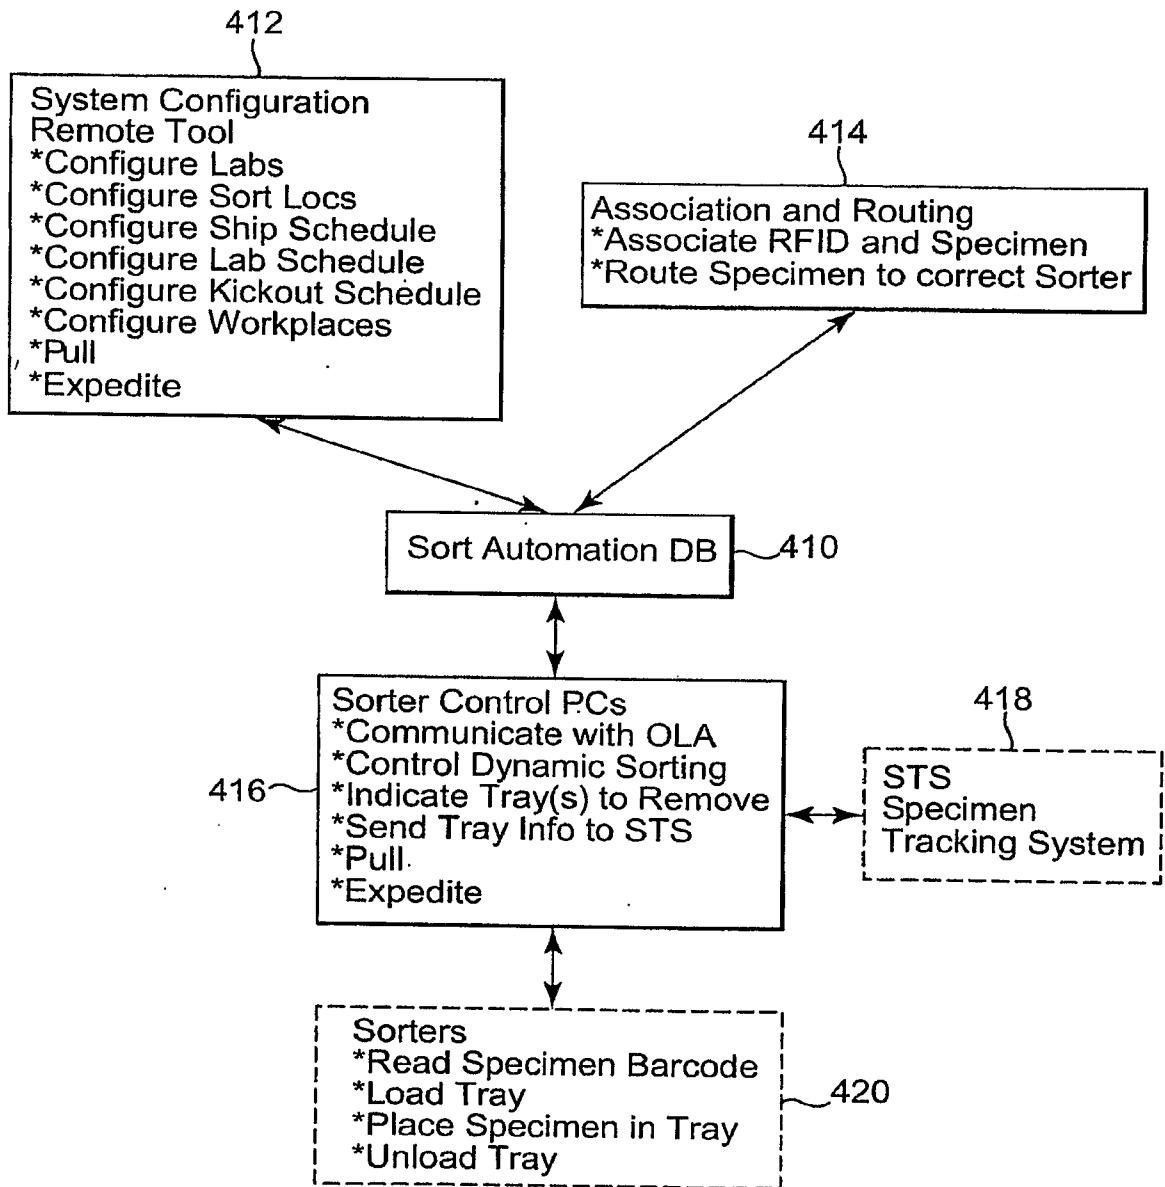 412
System Configuration
Remote Tool
*Configure Labs
*Configure Sort Locs
*Configure Ship Schedule
*Configure Lab Schedule
*Configure Kickout Schedule
*Configure Workplaces
*Pull
*Expedite
414
Association and Routing
*Associate RFID and Specimen
*Route Specimen to correct Sorter
Sort Automation DB
410
Sorter Control PCs
*Communicate with OLA
*Control Dynamic Sorting
*Indicate Tray(s) to Remove
*Send Tray Info to STS
*Pull
*Expedite
416
418
STS
Specimen
Tracking System
Sorters
*Read Specimen Barcode
*Load Tray
*Place Specimen in Tray
*Unload Tray
420